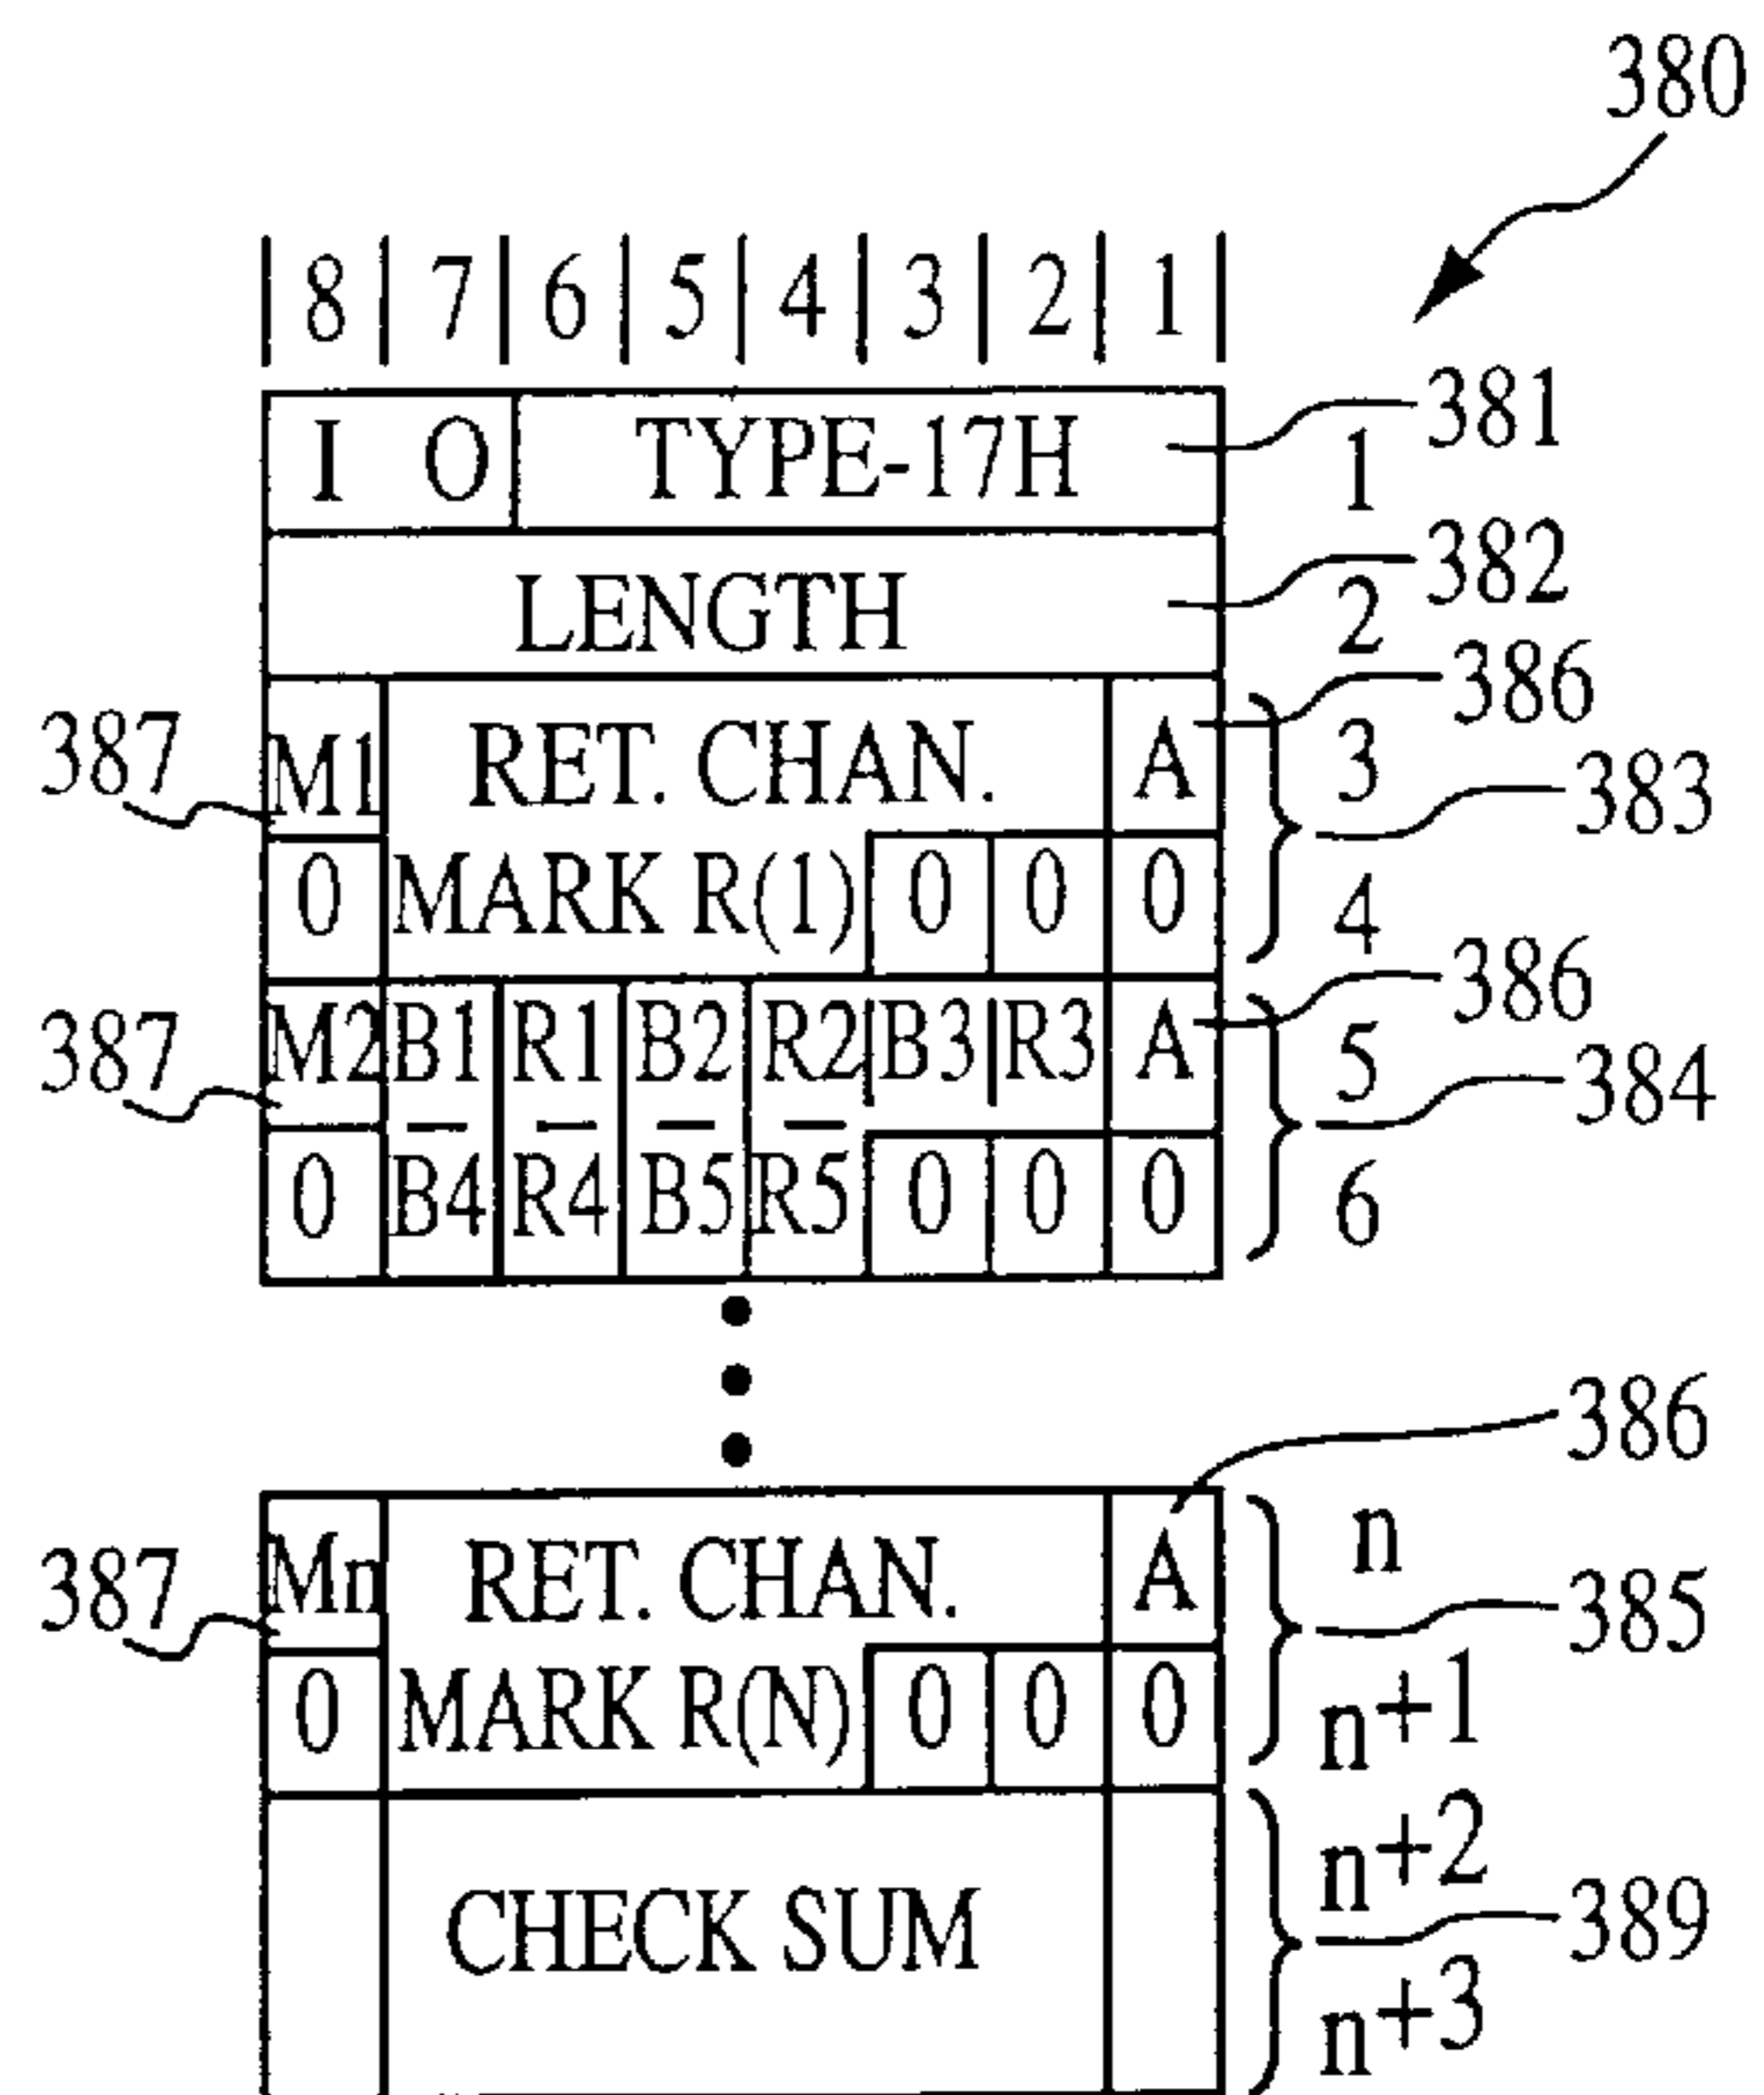 380
8 7 6 5 4 3 2 1
I O TYPE-17H 1 381
LENGTH 2 382
387 M1 RET. CHAN. A 3 386
383
0 MARK R(1) 0 0 0 4
387 M2 B1 R1 B2 R2 B3 R3 A 5 386
384
0 B4 R4 B5 R5 0 0 0 6
386
387 Mn RET. CHAN. A n
385
0 MARK R(N) 0 0 0 n+1
n+2
CHECK SUM 389
n+3